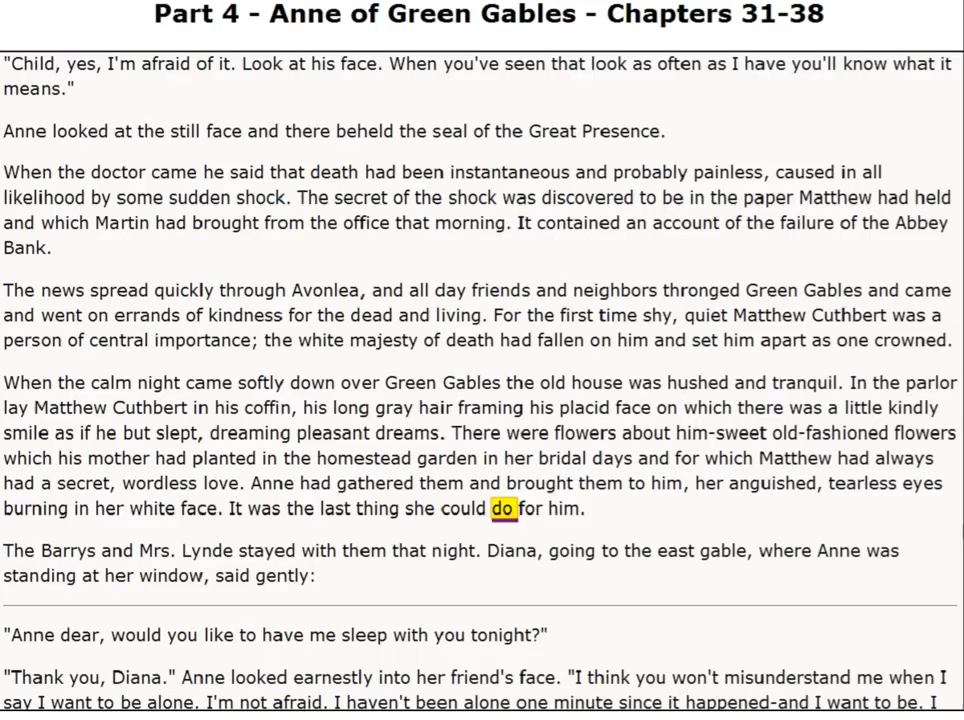 Part 4 - Anne of Green Gables - Chapters 31-38
"Child, yes, I'm afraid of it. Look at his face. When you've seen that look as often as I have you'll know what it
means."
Anne looked at the still face and there beheld the seal of the Great Presence.
When the doctor came he said that death had been instantaneous and probably painless, caused in all
likelihood by some sudden shock. The secret of the shock was discovered to be in the paper Matthew had held
and which Martin had brought from the office that morning. It contained an account of the failure of the Abbey
Bank.
The news spread quickly through Avonlea, and all day friends and neighbors thronged Green Gables and came
and went on errands of kindness for the dead and living. For the first time shy, quiet Matthew Cuthbert was a
person of central importance; the white majesty of death had fallen on him and set him apart as one crowned.
When the calm night came softly down over Green Gables the old house was hushed and tranquil. In the parlor
lay Matthew Cuthbert in his coffin, his long gray hair framing his placid face on which there was a little kindly
smile as if he but slept, dreaming pleasant dreams. There were flowers about him-sweet old-fashioned flowers
which his mother had planted in the homestead garden in her bridal days and for which Matthew had always
had a secret, wordless love. Anne had gathered them and brought them to him, her anguished, tearless eyes
burning in her white face. It was the last thing she could do for him.
The Barrys and Mrs. Lynde stayed with them that night. Diana, going to the east gable, where Anne was
standing at her window, said gently:
"Anne dear, would you like to have me sleep with you tonight?"
"Thank you, Diana." Anne looked earnestly into her friend's face. "I think you won't misunderstand me when I
say I want to be alone. I'm not afraid. I haven't been alone one minute since it happened-and I want to be. I